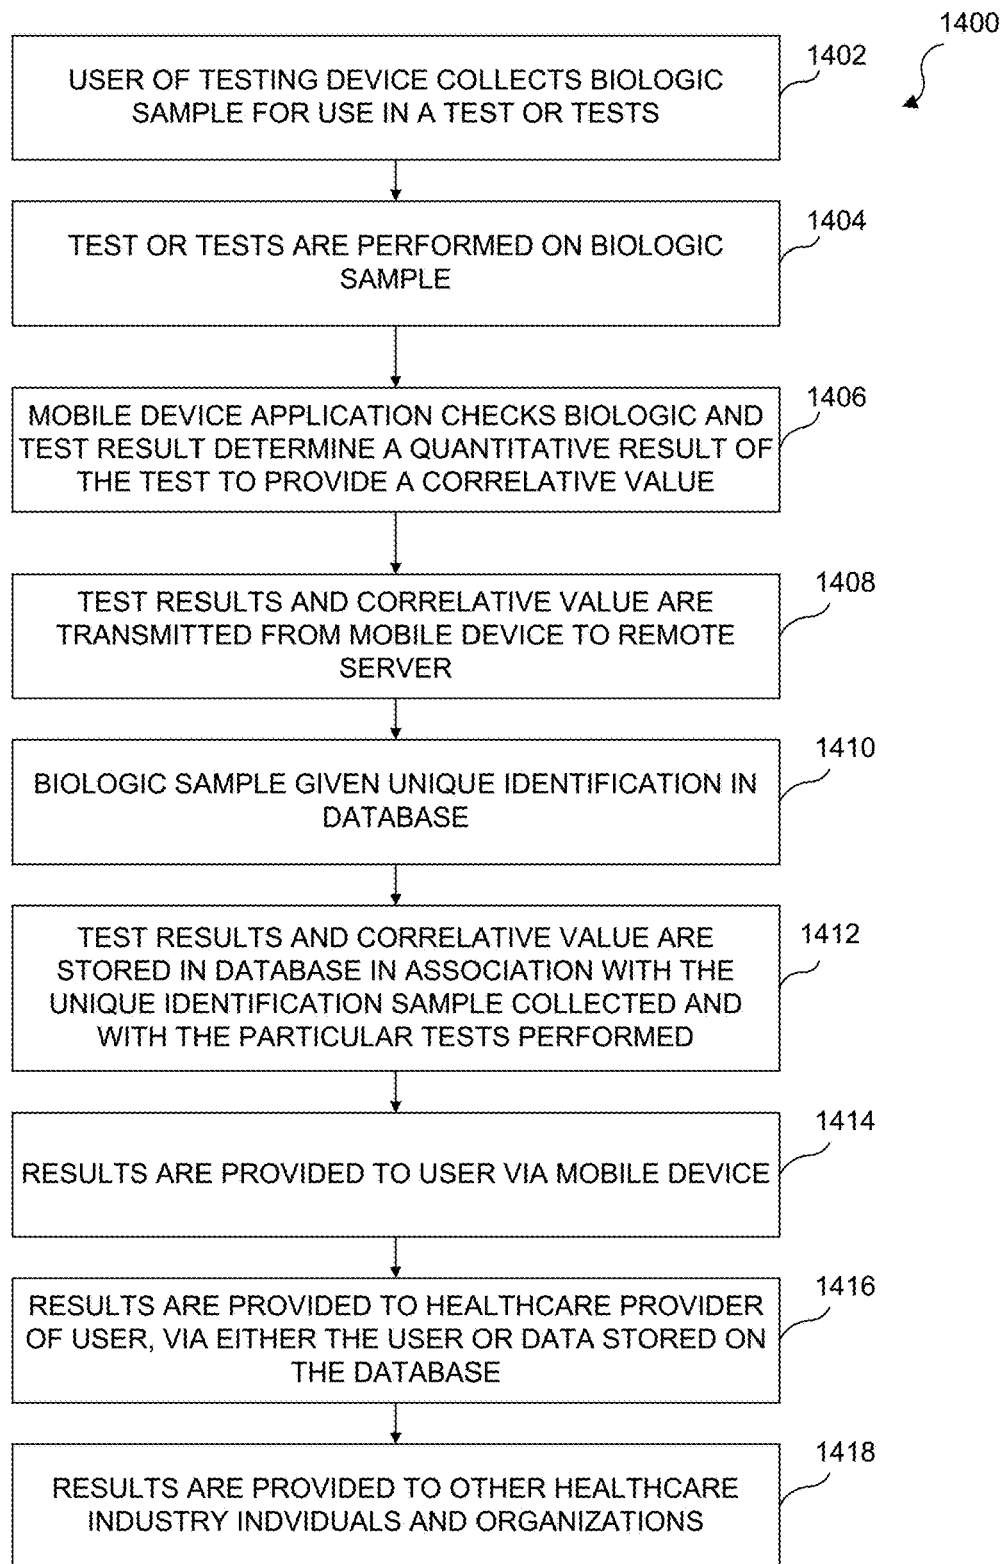 1400
1402
USER OF TESTING DEVICE COLLECTS BIOLOGIC
SAMPLE FOR USE IN A TEST OR TESTS
1404
TEST OR TESTS ARE PERFORMED ON BIOLOGIC
SAMPLE
1406
MOBILE DEVICE APPLICATION CHECKS BIOLOGIC AND
TEST RESULT DETERMINE A QUANTITATIVE RESULT OF
THE TEST TO PROVIDE A CORRELATIVE VALUE
1408
TEST RESULTS AND CORRELATIVE VALUE ARE
TRANSMITTED FROM MOBILE DEVICE TO REMOTE
SERVER
1410
BIOLOGIC SAMPLE GIVEN UNIQUE IDENTIFICATION IN
DATABASE
1412
TEST RESULTS AND CORRELATIVE VALUE ARE
STORED IN DATABASE IN ASSOCIATION WITH THE
UNIQUE IDENTIFICATION SAMPLE COLLECTED AND
WITH THE PARTICULAR TESTS PERFORMED
1414
RESULTS ARE PROVIDED TO USER VIA MOBILE DEVICE
1416
RESULTS ARE PROVIDED TO HEALTHCARE PROVIDER
OF USER, VIA EITHER THE USER OR DATA STORED ON
THE DATABASE
1418
RESULTS ARE PROVIDED TO OTHER HEALTHCARE
INDUSTRY INDVIDUALS AND ORGANIZATIONS